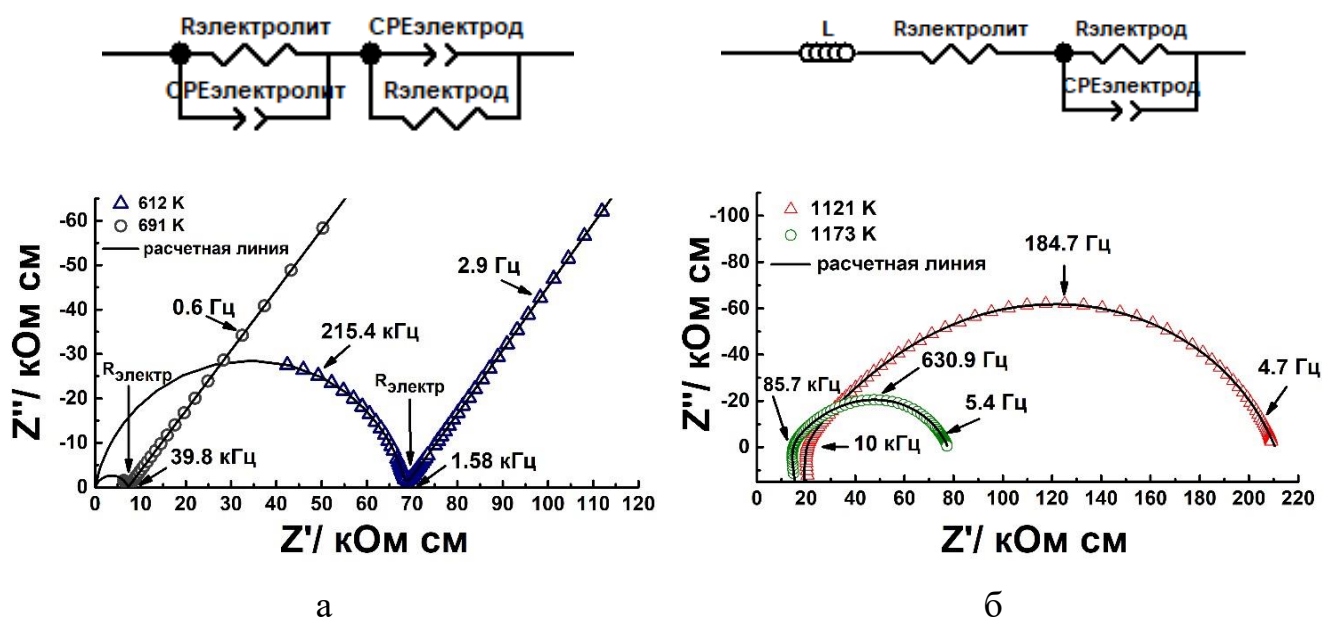 Rэлектролит
CPEэлектролит
CPEэлектрод
Rэлектрод
L
Rэлектролит
Rэлектрод
CPEэлектрод
612 K
691 K
расчетная линия
-60
-50
-40
-30
-20
-10
0
0 10 20 30 40 50 60 70 80 90 100 110 120
Z''/ кОм см
Z'/ кОм см
0.6 Гц
2.9 Гц
215.4 кГц
Rэлектр
Rэлектр
39.8 кГц
1.58 кГц
а
1121 K
1173 K
расчетная линия
-100
-80
-60
-40
-20
0
0 20 40 60 80 100 120 140 160 180 200 220
Z''/ кОм см
Z'/ кОм см
184.7 Гц
630.9 Гц
85.7 кГц
4.7 Гц
5.4 Гц
10 кГц
б